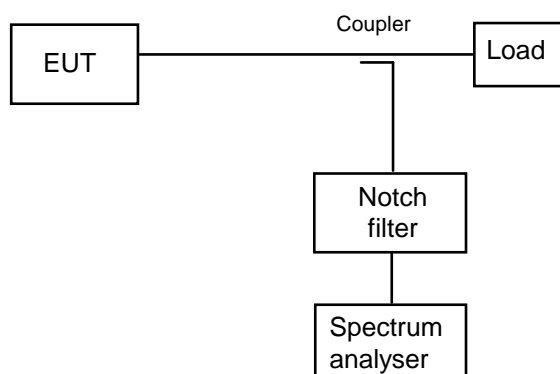 Coupler
EUT
Load
Notch
filter
Spectrum
analyser